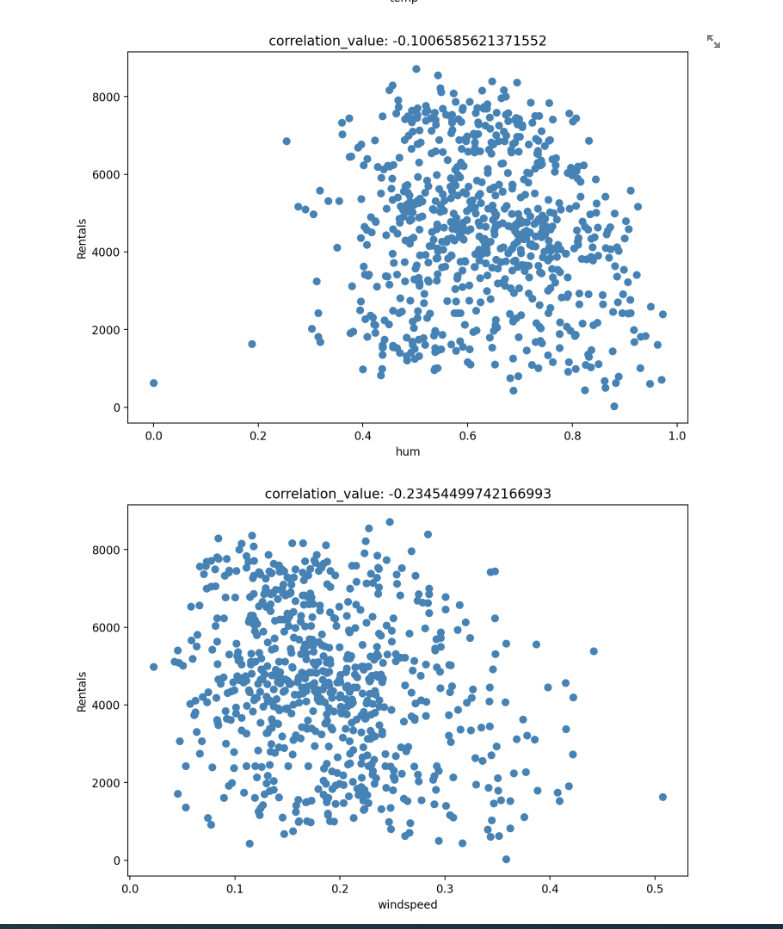 temp
correlation_value: -0.1006585621371552
8000
6000
4000
2000
0
Rentals
0.0 0.2 0.4 0.6 0.8 1.0
hum
correlation_value: -0.23454499742166993
8000
6000
4000
2000
0
Rentals
0.0 0.1 0.2 0.3 0.4 0.5
windspeed